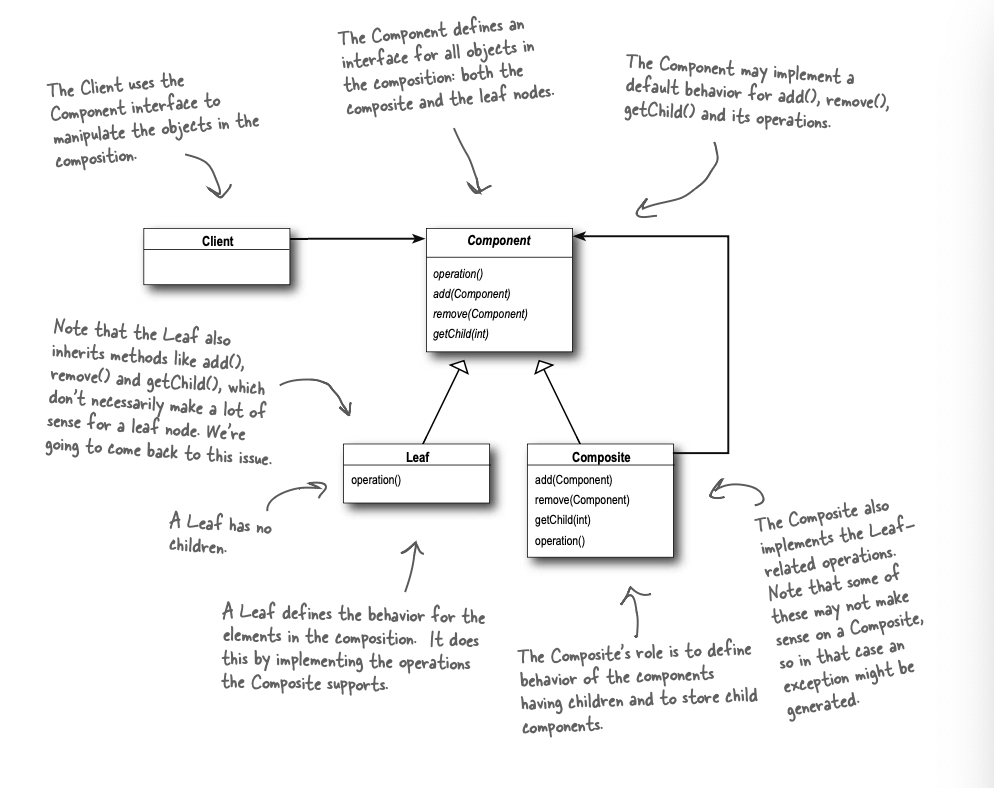 The Client uses the
Component interface to
manipulate the objects in the
composition.
The Component defines an
interface for all objects in
the composition: both the
composite and the leaf nodes.
The Component may implement a
default behavior for add(), remove(),
getChild() and its operations.
Client
Component
operation()
add(Component)
remove(Component)
getChild(int)
Note that the Leaf also
inherits methods like add(),
remove() and getChild(), which
don't necessarily make a lot of
sense for a leaf node. We're
going to come back to this issue.
Leaf
operation()
Composite
add(Component)
remove(Component)
getChild(int)
operation()
A Leaf has no
children.
A Leaf defines the behavior for the
elements in the composition. It does
this by implementing the operations
the Composite supports.
The Composite's role is to define
behavior of the components
having children and to store child
components.
The Composite also
implements the Leaf-
related operations.
Note that some of
these may not make
sense on a Composite,
so in that case an
exception might be
generated.